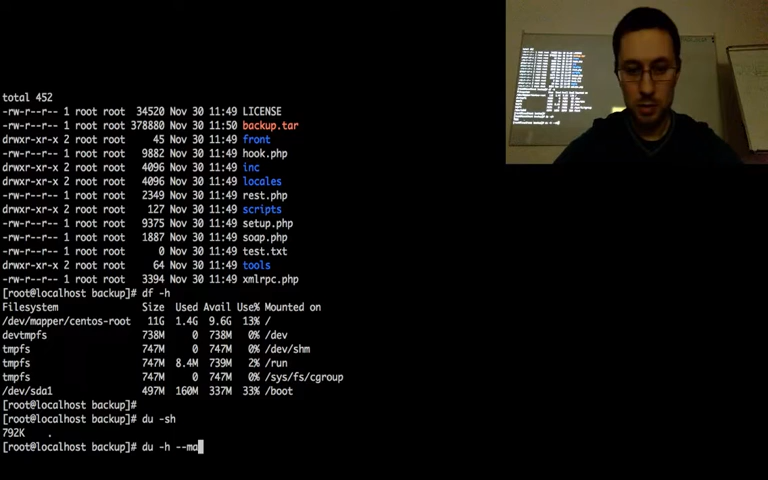 total 452
-rw-r--r-- 1 root root  34520 Nov 30 11:49 LICENSE
-rw-r--r-- 1 root root 378880 Nov 30 11:50 backup.tar
drwxr-xr-x 2 root root     45 Nov 30 11:49 front
-rw-r--r-- 1 root root   9882 Nov 30 11:49 hook.php
drwxr-xr-x 2 root root   4096 Nov 30 11:49 inc
drwxr-xr-x 2 root root   4096 Nov 30 11:49 locales
-rw-r--r-- 1 root root   2349 Nov 30 11:49 rest.php
drwxr-xr-x 2 root root    127 Nov 30 11:49 scripts
-rw-r--r-- 1 root root   9375 Nov 30 11:49 setup.php
-rw-r--r-- 1 root root   1887 Nov 30 11:49 soap.php
-rw-r--r-- 1 root root      0 Nov 30 11:49 test.txt
drwxr-xr-x 2 root root     64 Nov 30 11:49 tools
-rw-r--r-- 1 root root   3394 Nov 30 11:49 xmlrpc.php
[root@localhost backup]# df -h
Filesystem               Size  Used Avail Use% Mounted on
/dev/mapper/centos-root   11G  1.4G  9.6G  13% /
devtmpfs                 738M     0  738M   0% /dev
tmpfs                    747M     0  747M   0% /dev/shm
tmpfs                    747M  8.4M  739M   2% /run
tmpfs                    747M     0  747M   0% /sys/fs/cgroup
/dev/sda1                497M  160M  337M  33% /boot
[root@localhost backup]#
[root@localhost backup]# du -sh
792K    .
[root@localhost backup]# du -h --ma